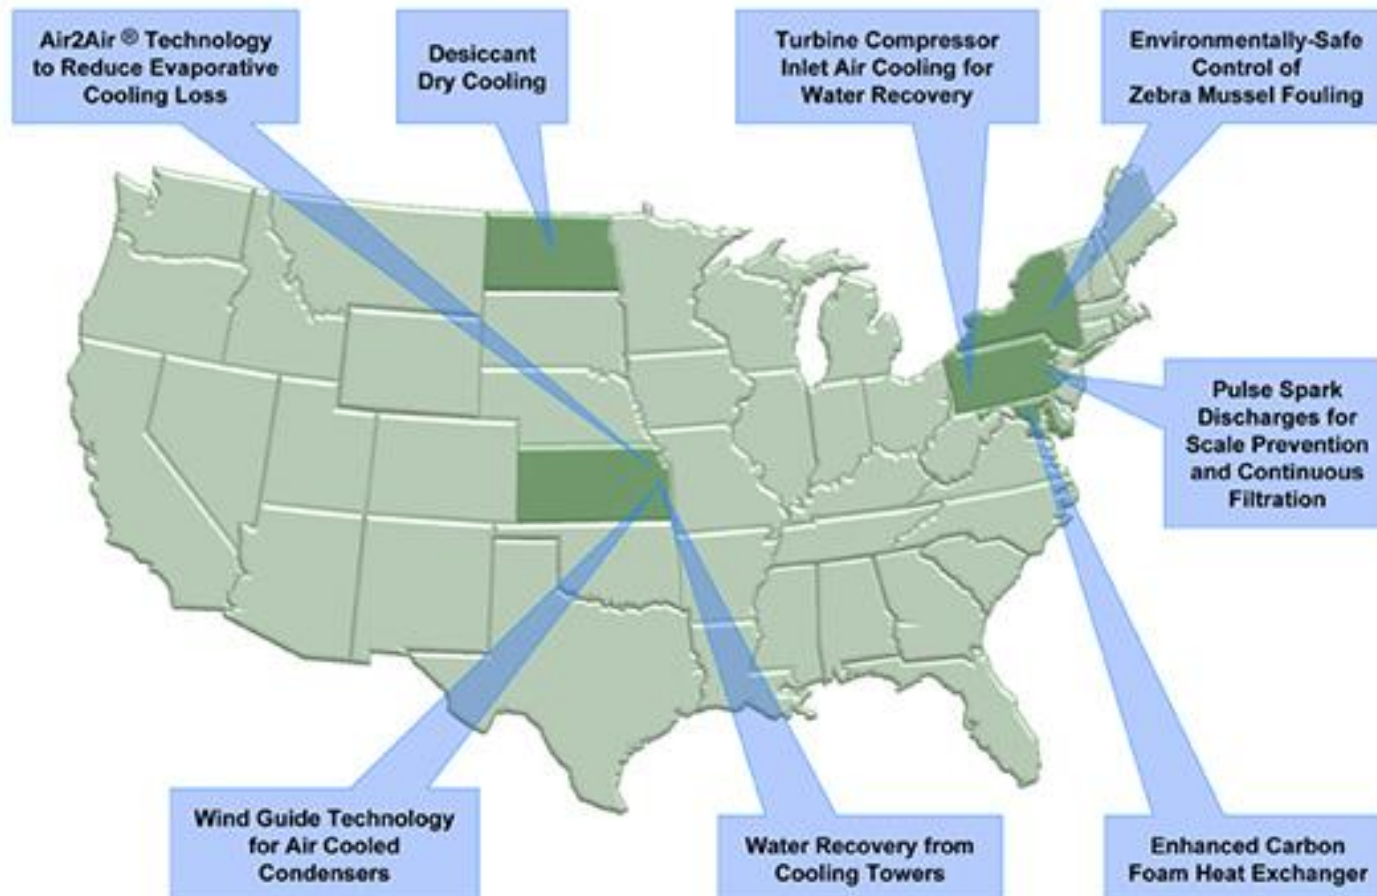 Air2Air ® Technology
to Reduce Evaporative
Cooling Loss
Desiccant
Dry Cooling
Turbine Compressor
Inlet Air Cooling for
Water Recovery
Environmentally-Safe
Control of
Zebra Mussel Fouling
Pulse Spark
Discharges for
Scale Prevention
and Continuous
Filtration
Wind Guide Technology
for Air Cooled
Condensers
Water Recovery from
Cooling Towers
Enhanced Carbon
Foam Heat Exchanger